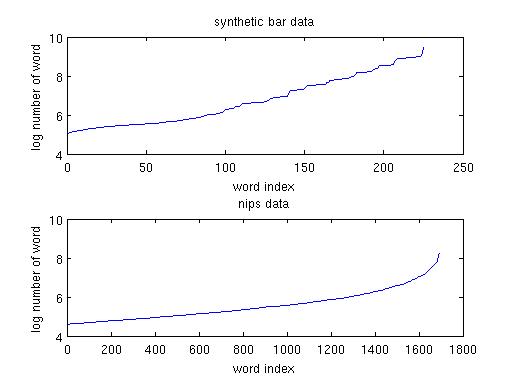 synthetic bar data
10
8
6
4
log number of word
0 50 100 150 200 250
word index
nips data
10
8
6
4
log number of word
0 200 400 600 800 1000 1200 1400 1600 1800
word index